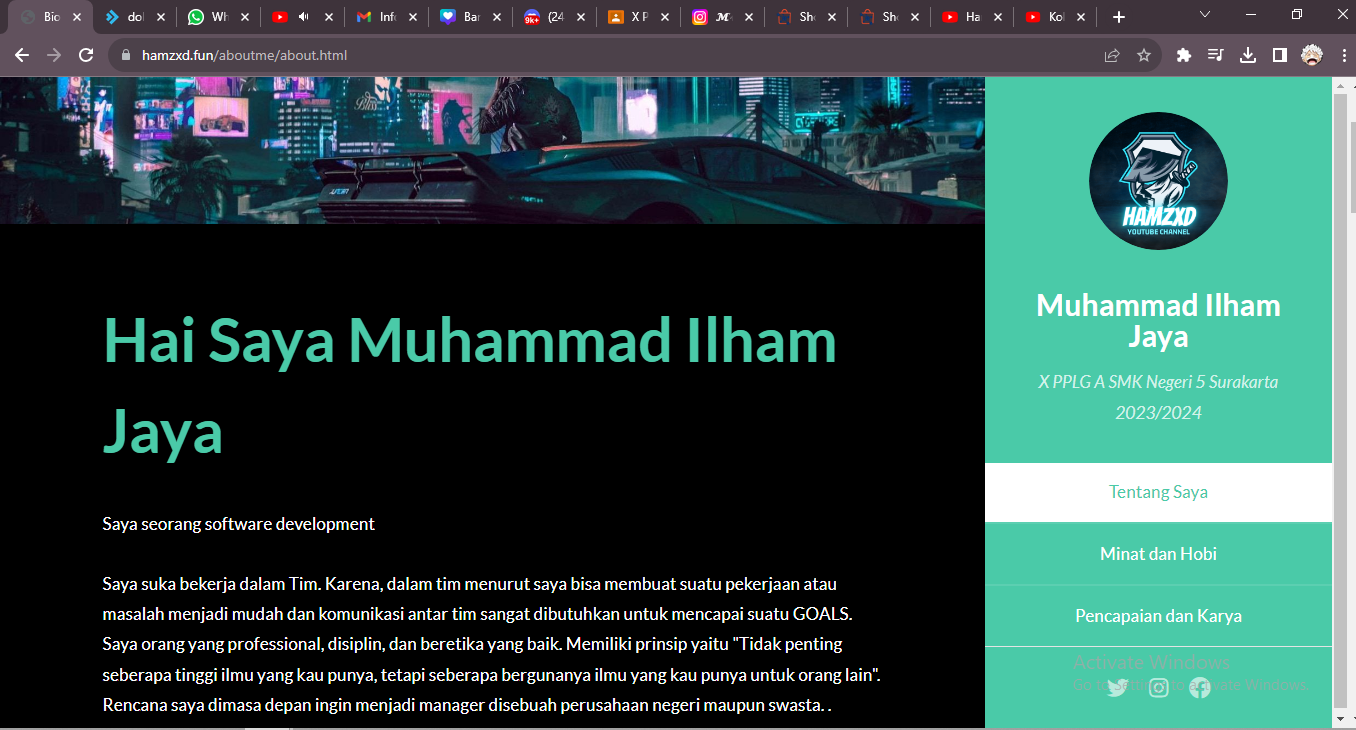 Bio
dol
Wh
Info
Bar
(24
X P
Sho
Sho
Ha
Kol
hamzxd.fun/aboutme/about.html
Bliss
HAMZXD
YOUTUBE CHANNEL
Hai Saya Muhammad Ilham
Jaya
Saya seorang software development
Saya suka bekerja dalam Tim. Karena, dalam tim menurut saya bisa membuat suatu pekerjaan atau
masalah menjadi mudah dan komunikasi antar tim sangat dibutuhkan untuk mencapai suatu GOALS.
Saya orang yang professional, disiplin, dan beretika yang baik. Memiliki prinsip yaitu "Tidak penting
seberapa tinggi ilmu yang kau punya, tetapi seberapa bergunanya ilmu yang kau punya untuk orang lain".
Rencana saya dimasa depan ingin menjadi manager disebuah perusahaan negeri maupun swasta. .
Muhammad Ilham
Jaya
X PPLG A SMK Negeri 5 Surakarta
2023/2024
Tentang Saya
Minat dan Hobi
Pencapaian dan Karya
Activate Windows
Go to Settings to activate Windows.